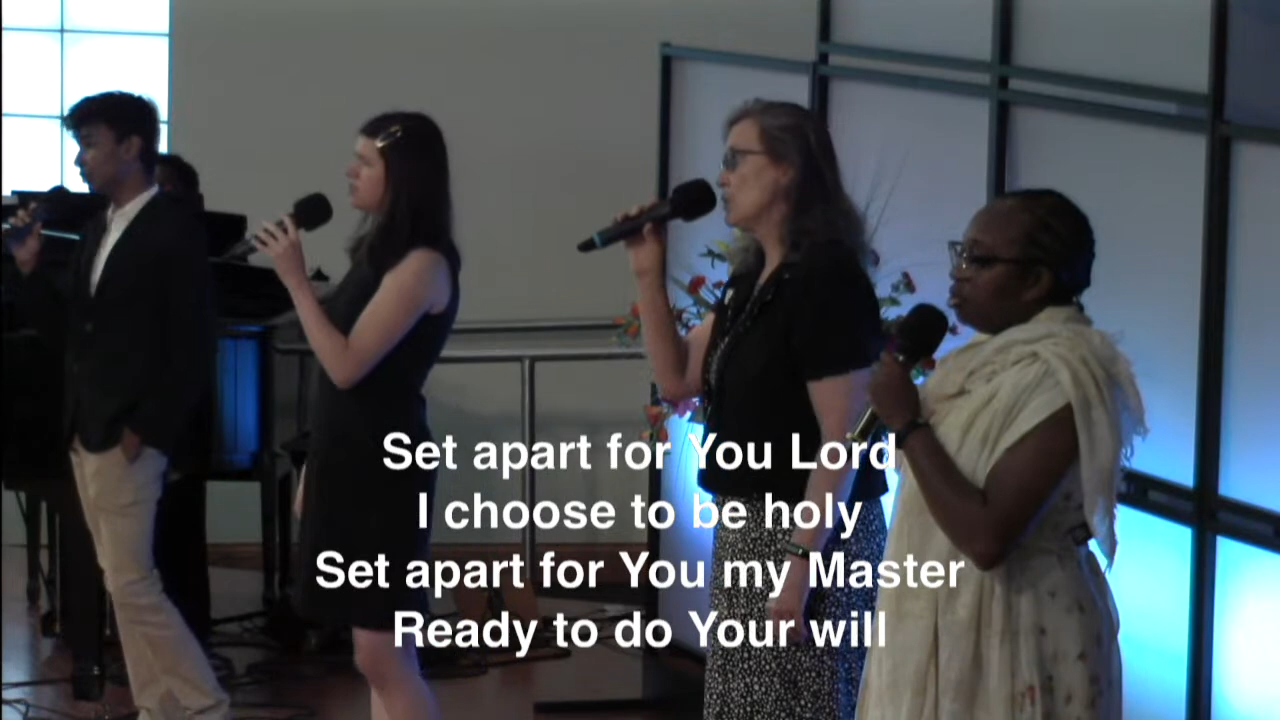 Set apart for You Lord
I choose to be holy
Set apart for You my Master
Ready to do Your will